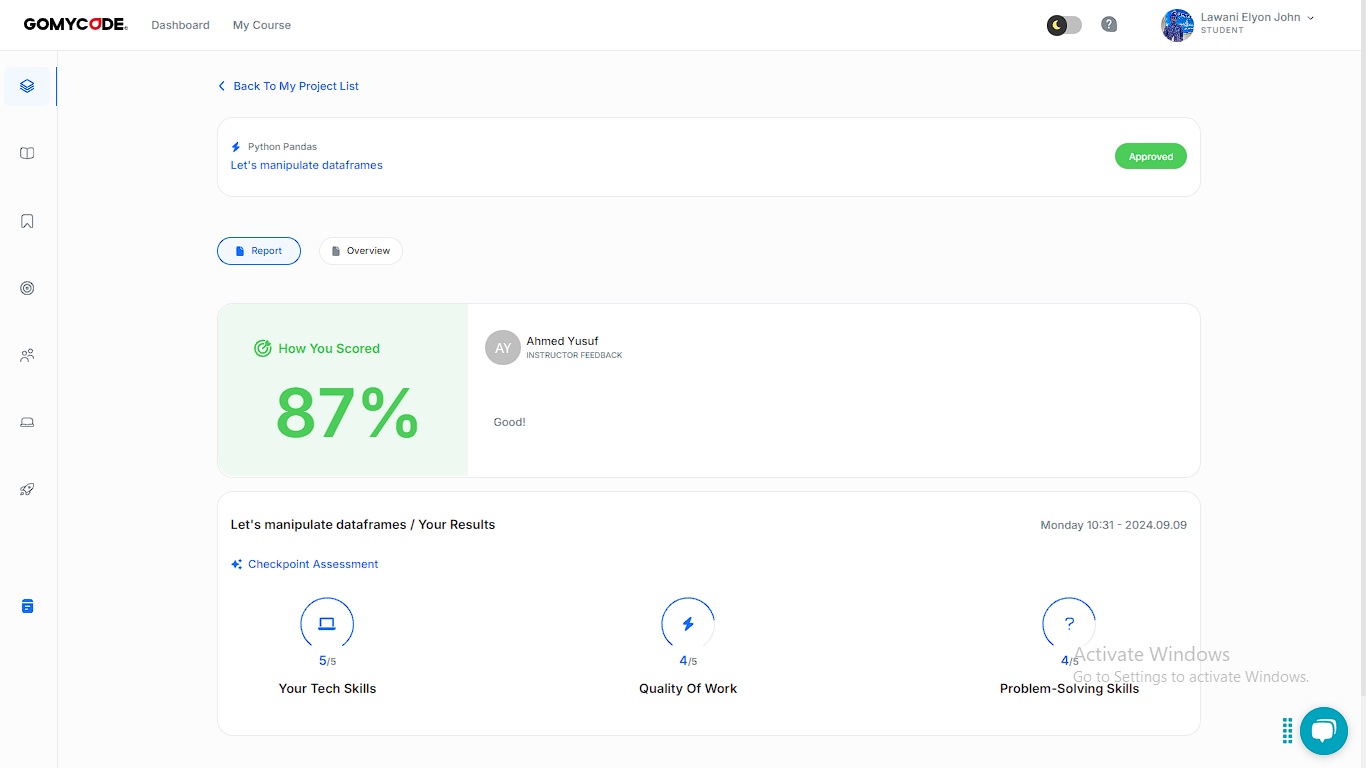 GOMYCODE
Dashboard
My Course
?
Lawani Elyon John
STUDENT
Back To My Project List
Python Pandas
Let's manipulate dataframes
Approved
Report
Overview
How You Scored
87%
AY
Ahmed Yusuf
INSTRUCTOR FEEDBACK
Good!
Let's manipulate dataframes / Your Results
Monday 10:31 - 2024.09.09
Checkpoint Assessment
?
5/5
4/5
4/5
Your Tech Skills
Quality Of Work
Problem-Solving Skills
Activate Windows
Go to Settings to activate Windows.